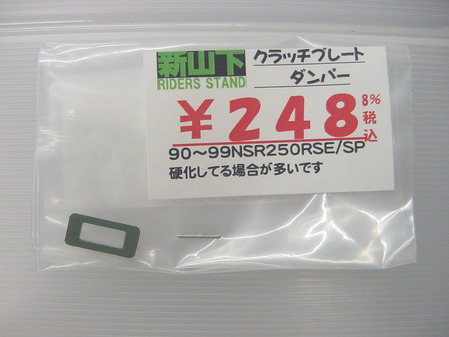 新山下
RIDERS STAND
クラッチプレート
ダンパー
¥248 8%税込
90～99NSR250RSE/SP
硬化してる場合が多いです